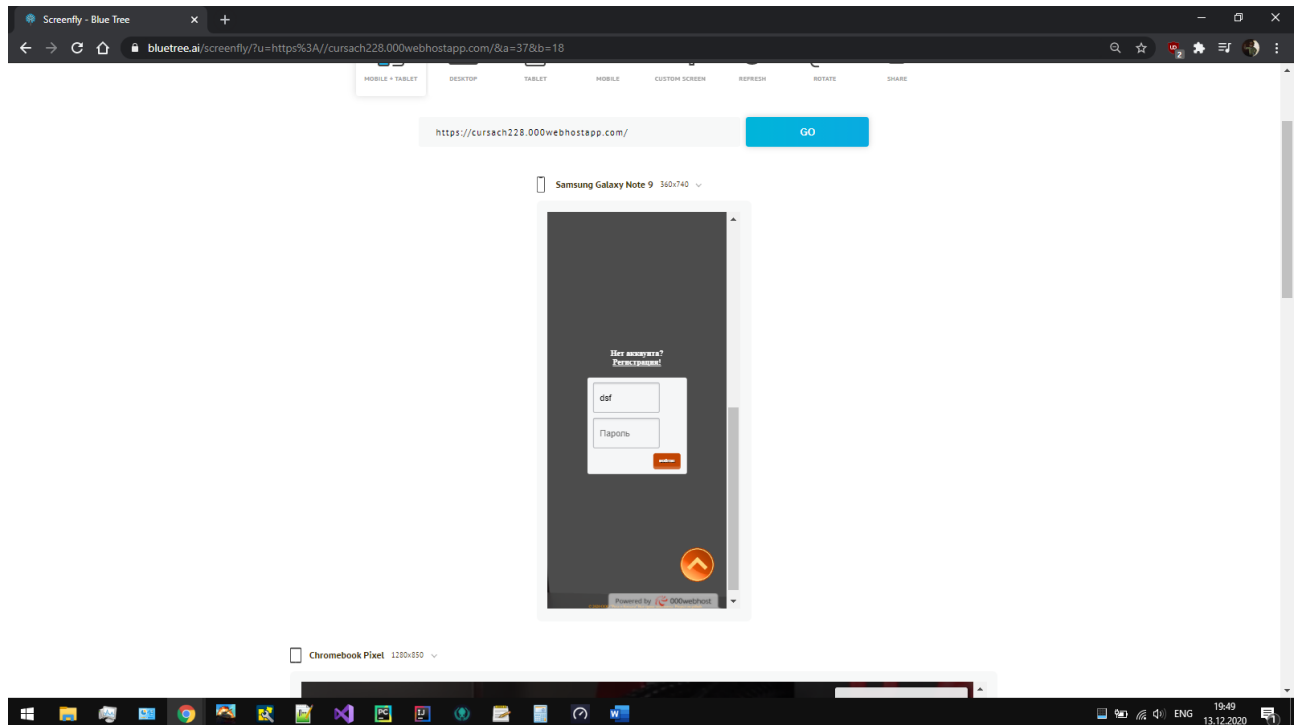 Screenfly - Blue Tree
bluetree.ai/screenfly/?u=https%3A//cursach228.000webhostapp.com/&a=37&b=18
MOBILE + TABLET
DESKTOP
TABLET
MOBILE
CUSTOM SCREEN
REFRESH
ROTATE
SHARE
https://cursach228.000webhostapp.com/
GO
Samsung Galaxy Note 9 360x740
Нет аккаунта?
Регистрация!
dsf
Пароль
Powered by 000webhost
Chromebook Pixel 1280x850
ENG
19:49
13.12.2020